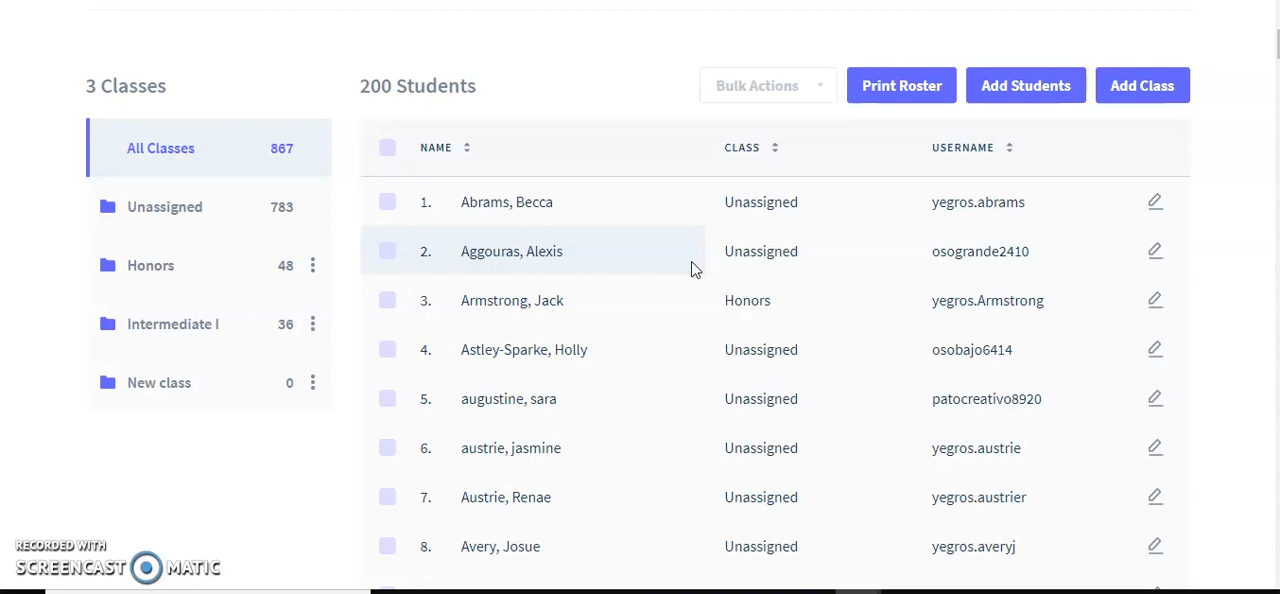 3 Classes
200 Students
Bulk Actions
Print Roster
Add Students
Add Class
All Classes 867
Unassigned 783
Honors 48
Intermediate I 36
New class 0
NAME CLASS USERNAME
1. Abrams, Becca Unassigned yegros.abrams
2. Aggouras, Alexis Unassigned osogrande2410
3. Armstrong, Jack Honors yegros.Armstrong
4. Astley-Sparke, Holly Unassigned osobajo6414
5. augustine, sara Unassigned patocreativo8920
6. austrie, jasmine Unassigned yegros.austrie
7. Austrie, Renae Unassigned yegros.austrier
8. Avery, Josue Unassigned yegros.averyj
RECORDED WITH
SCREENCAST MATIC